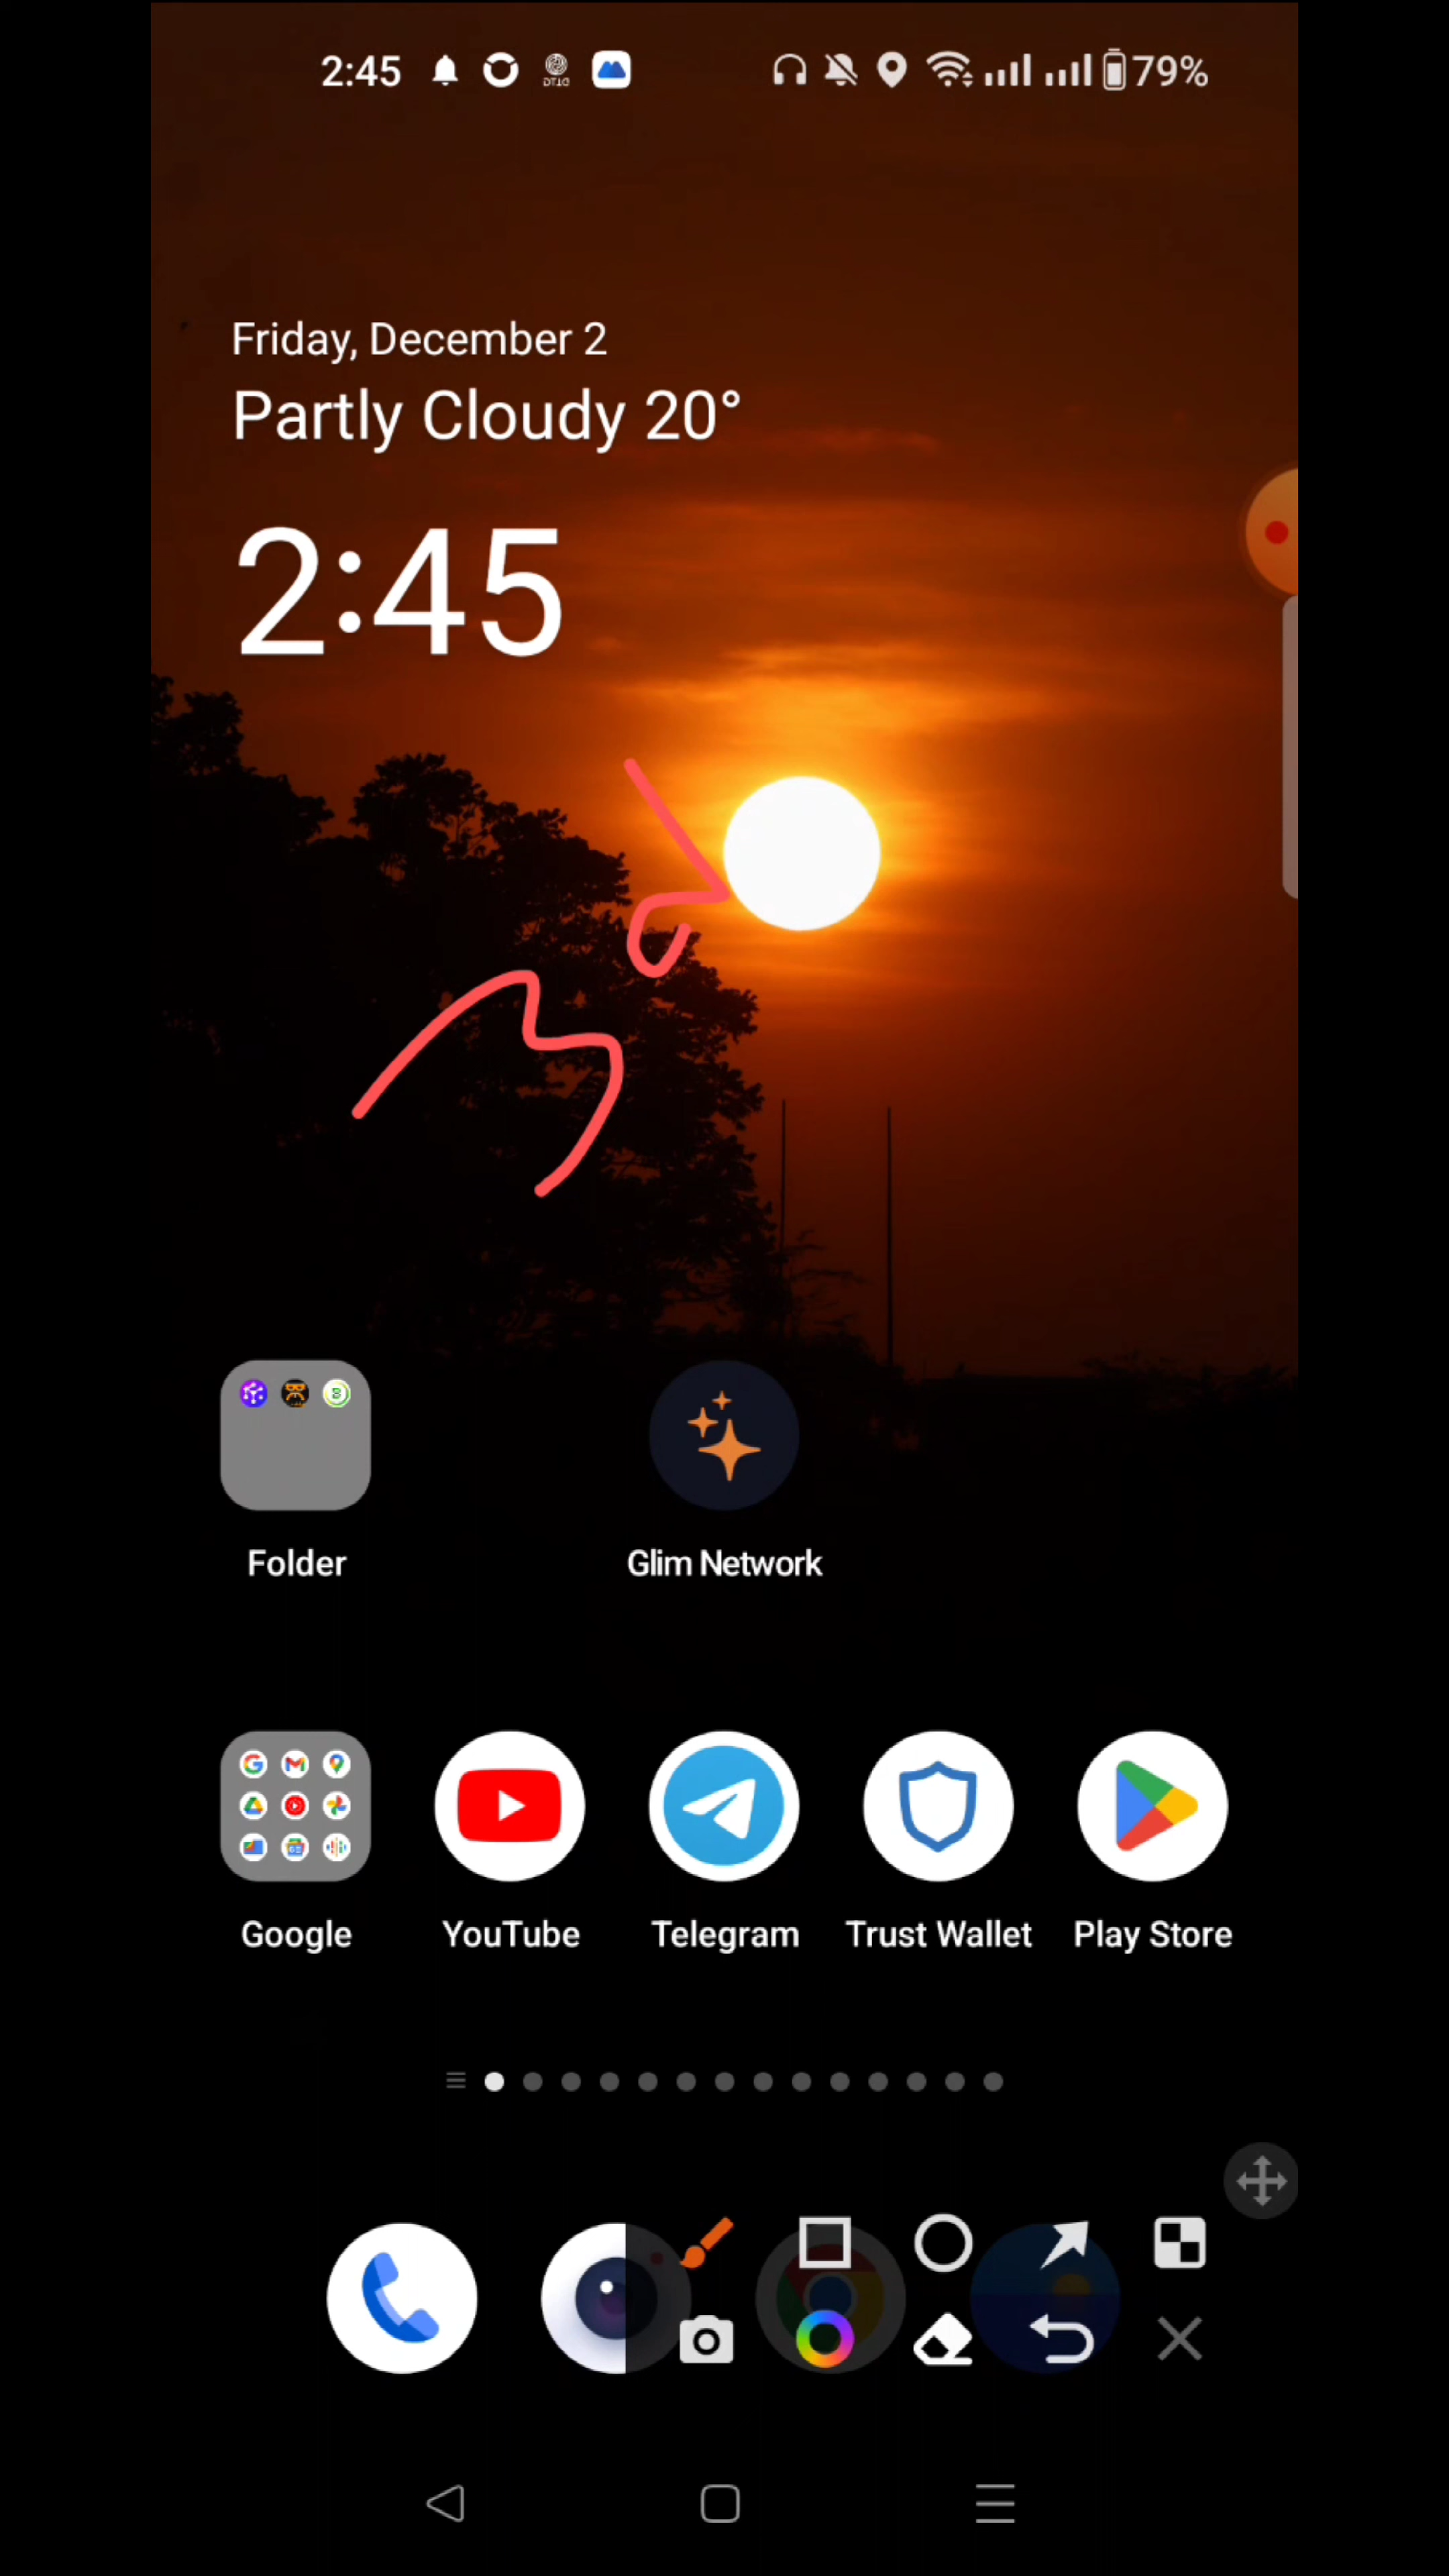 2:45 79%
Friday, December 2
Partly Cloudy 20°
2:45
Folder Glim Network
Google YouTube Telegram Trust Wallet Play Store